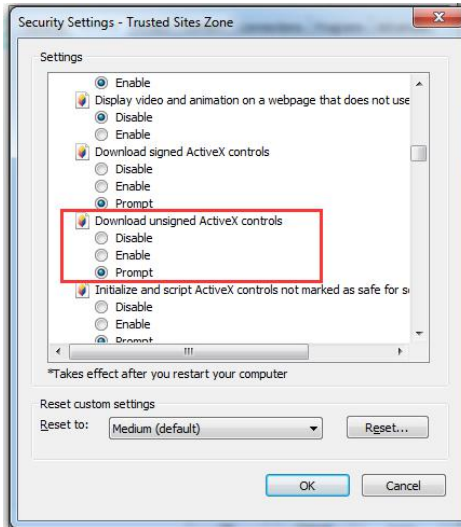 Security Settings - Trusted Sites Zone
Settings
Enable
Display video and animation on a webpage that does not use
Disable
Enable
Download signed ActiveX controls
Disable
Enable
Prompt
Download unsigned ActiveX controls
Disable
Enable
Prompt
Initialize and script ActiveX controls not marked as safe for s
Disable
Enable
Prompt
*Takes effect after you restart your computer
Reset custom settings
Reset to:
Medium (default)
Reset...
OK
Cancel